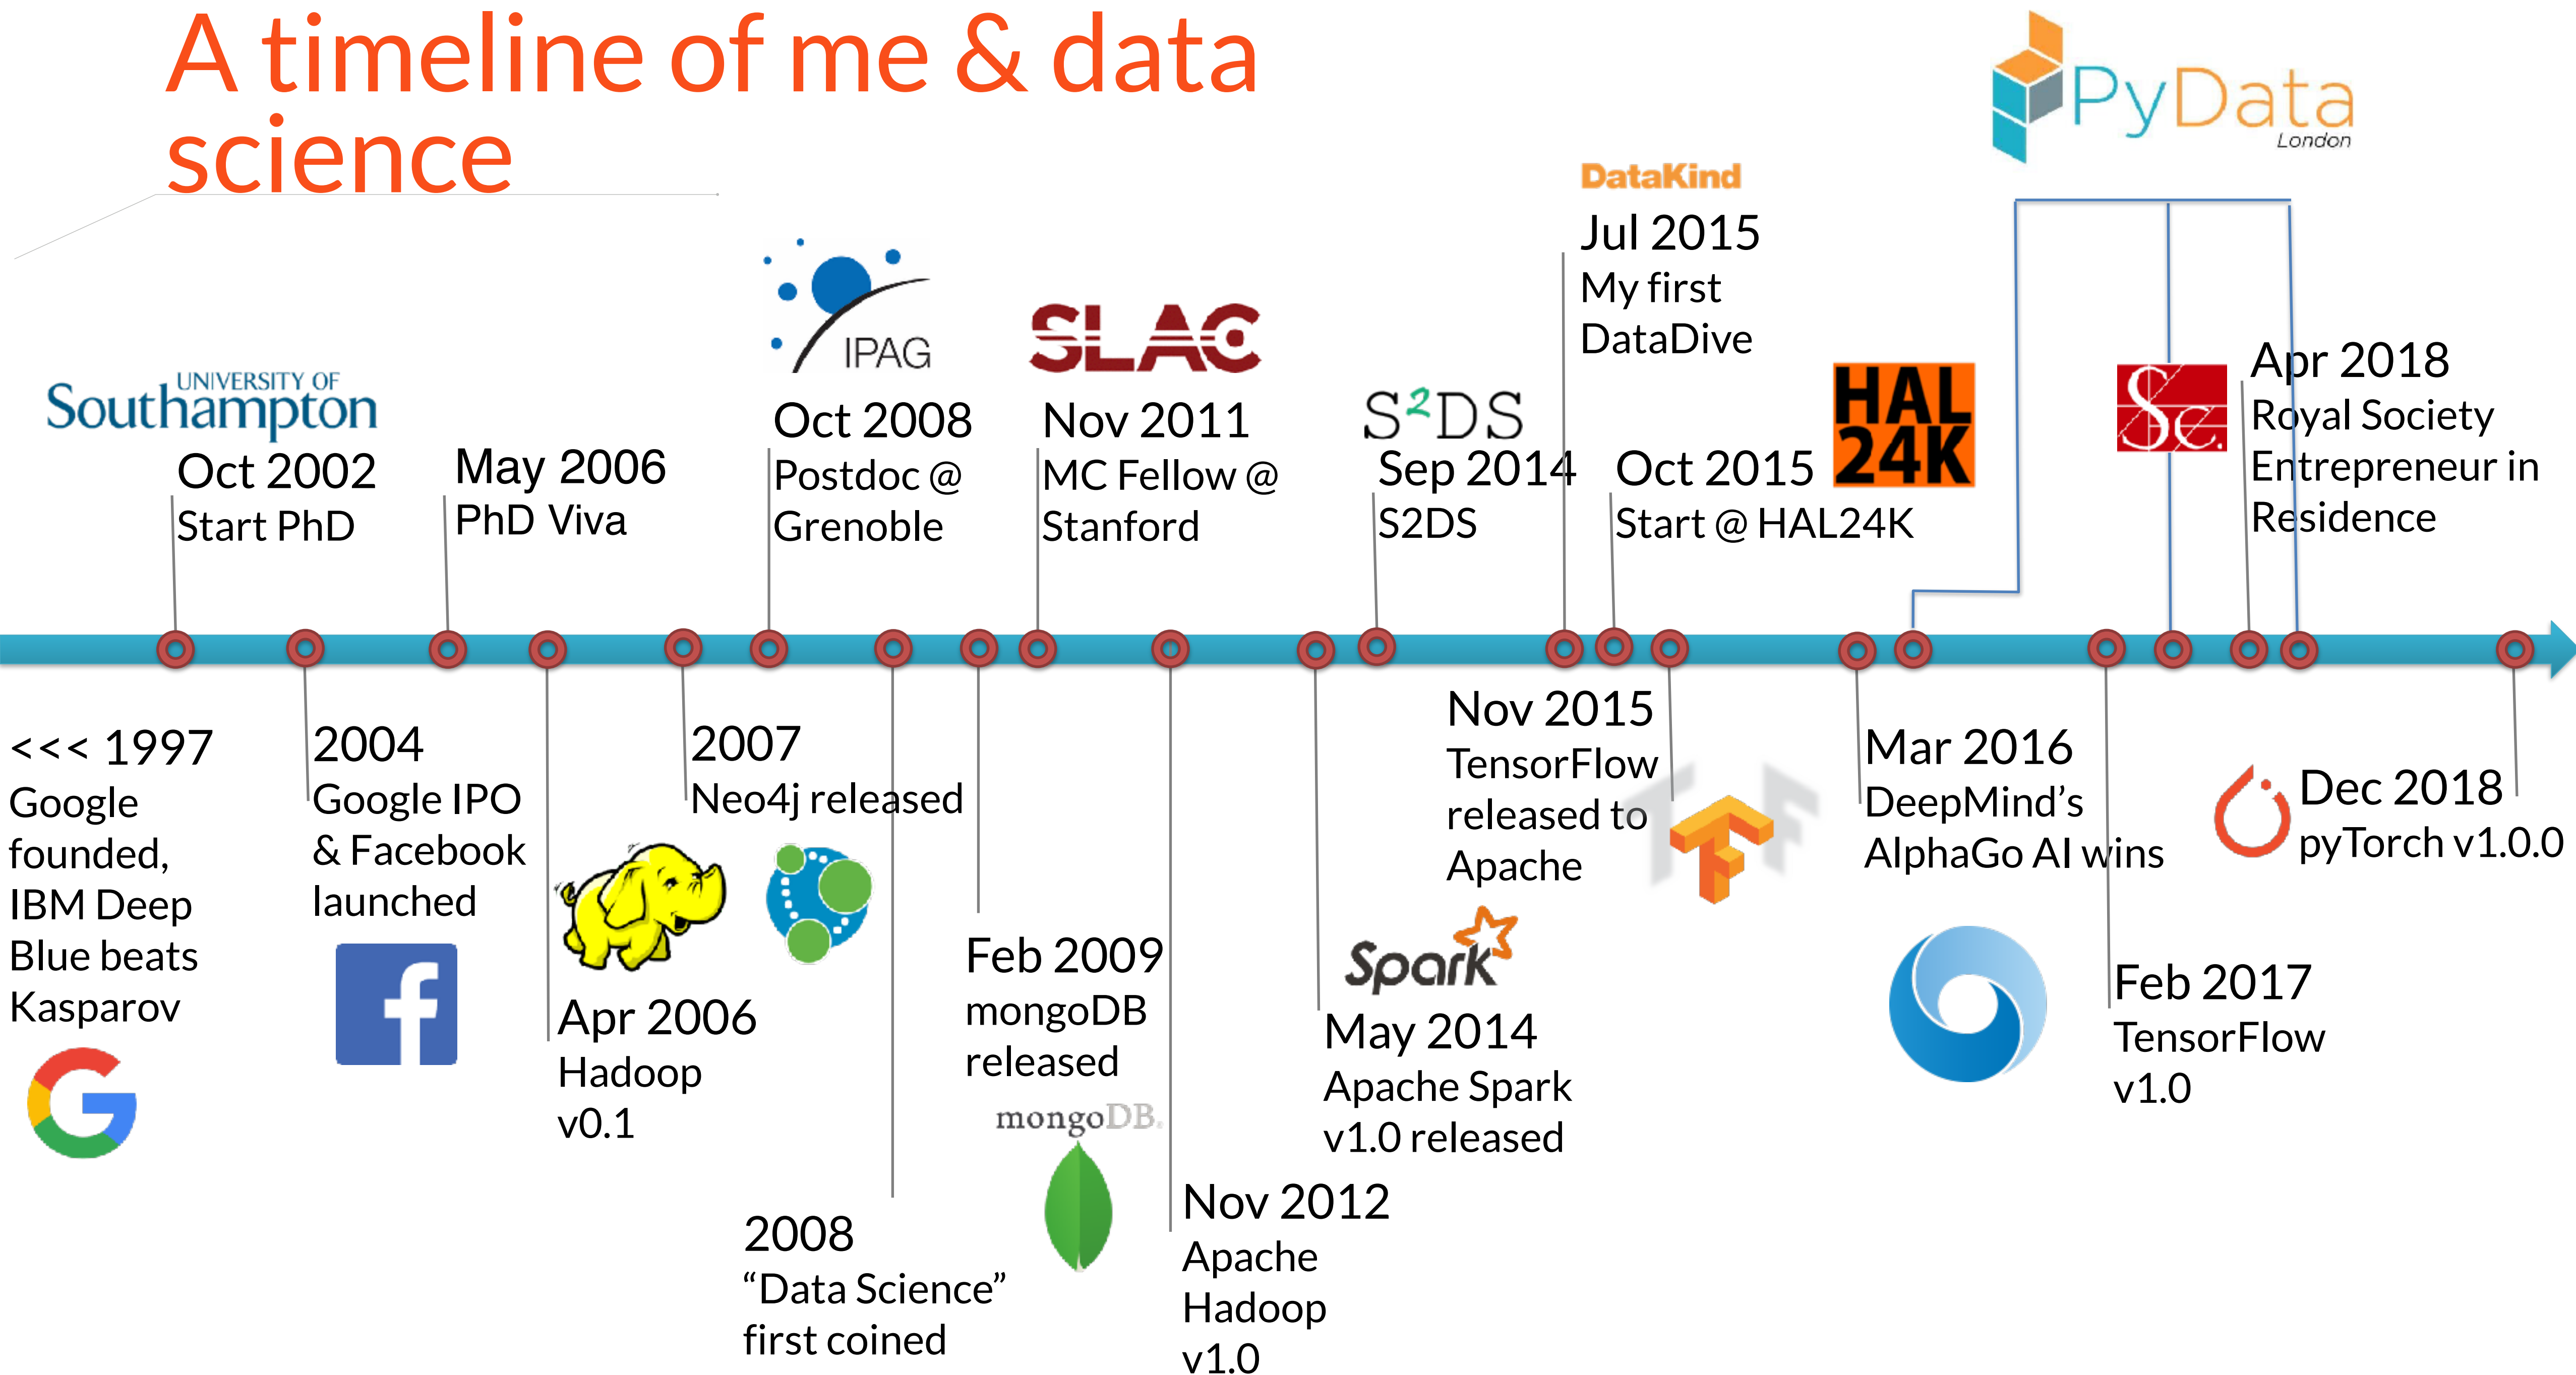 A timeline of me & data
science
PyData
London
DataKind
Jul 2015
My first
DataDive
IPAG
SLAC
UNIVERSITY OF
Southampton
Oct 2002
Start PhD
May 2006
PhD Viva
Oct 2008
Postdoc @
Grenoble
Nov 2011
MC Fellow @
Stanford
S2DS
Sep 2014
S2DS
Oct 2015
Start @ HAL24K
HAL
24K
Sc.
Apr 2018
Royal Society
Entrepreneur in
Residence
<<< 1997
Google
founded,
IBM Deep
Blue beats
Kasparov
G
2004
Google IPO
& Facebook
launched
f
Apr 2006
Hadoop
v0.1
2007
Neo4j released
2008
“Data Science”
first coined
Feb 2009
mongoDB
released
mongoDB.
Nov 2012
Apache
Hadoop
v1.0
Spark
May 2014
Apache Spark
v1.0 released
Nov 2015
TensorFlow
released to
Apache
Mar 2016
DeepMind’s
AlphaGo AI wins
Feb 2017
TensorFlow
v1.0
Dec 2018
pyTorch v1.0.0